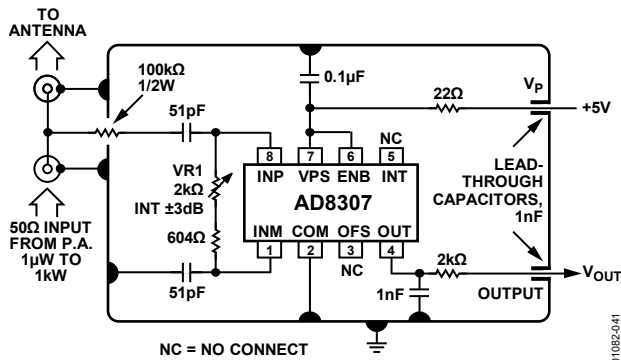 TO
ANTENNA
100kΩ
1/2W
51pF
0.1µF
22Ω
VP
+5V
NC
8
7
6
5
INP
VPS
ENB
INT
VR1
2kΩ
INT ±3dB
AD8307
LEAD-
THROUGH
CAPACITORS,
1nF
604Ω
INM
COM
OFS
OUT
1
2
3
4
NC
50Ω INPUT
FROM P.A.
1µW TO
1kW
51pF
1nF
2kΩ
VOUT
OUTPUT
NC = NO CONNECT
01082-041